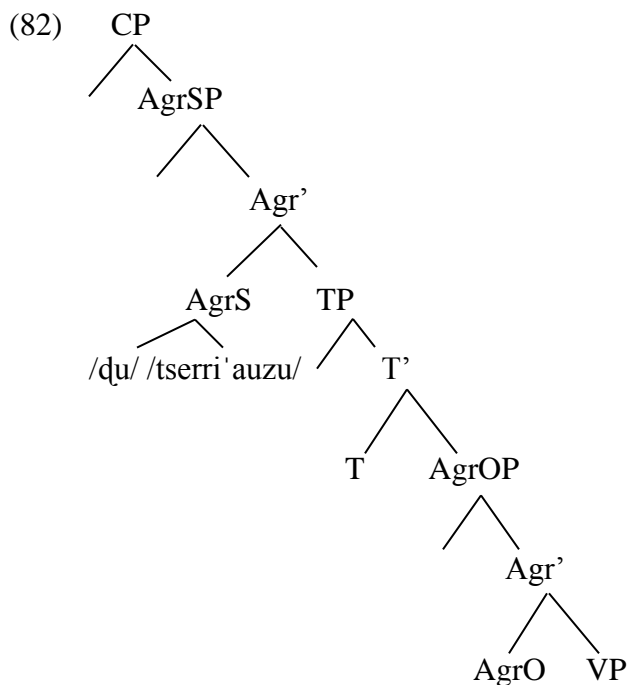 (82) CP
AgrSP
Agr’
AgrS TP
/ɖu/ /tserriˈauzu/ T’
T AgrOP
Agr’
AgrO VP